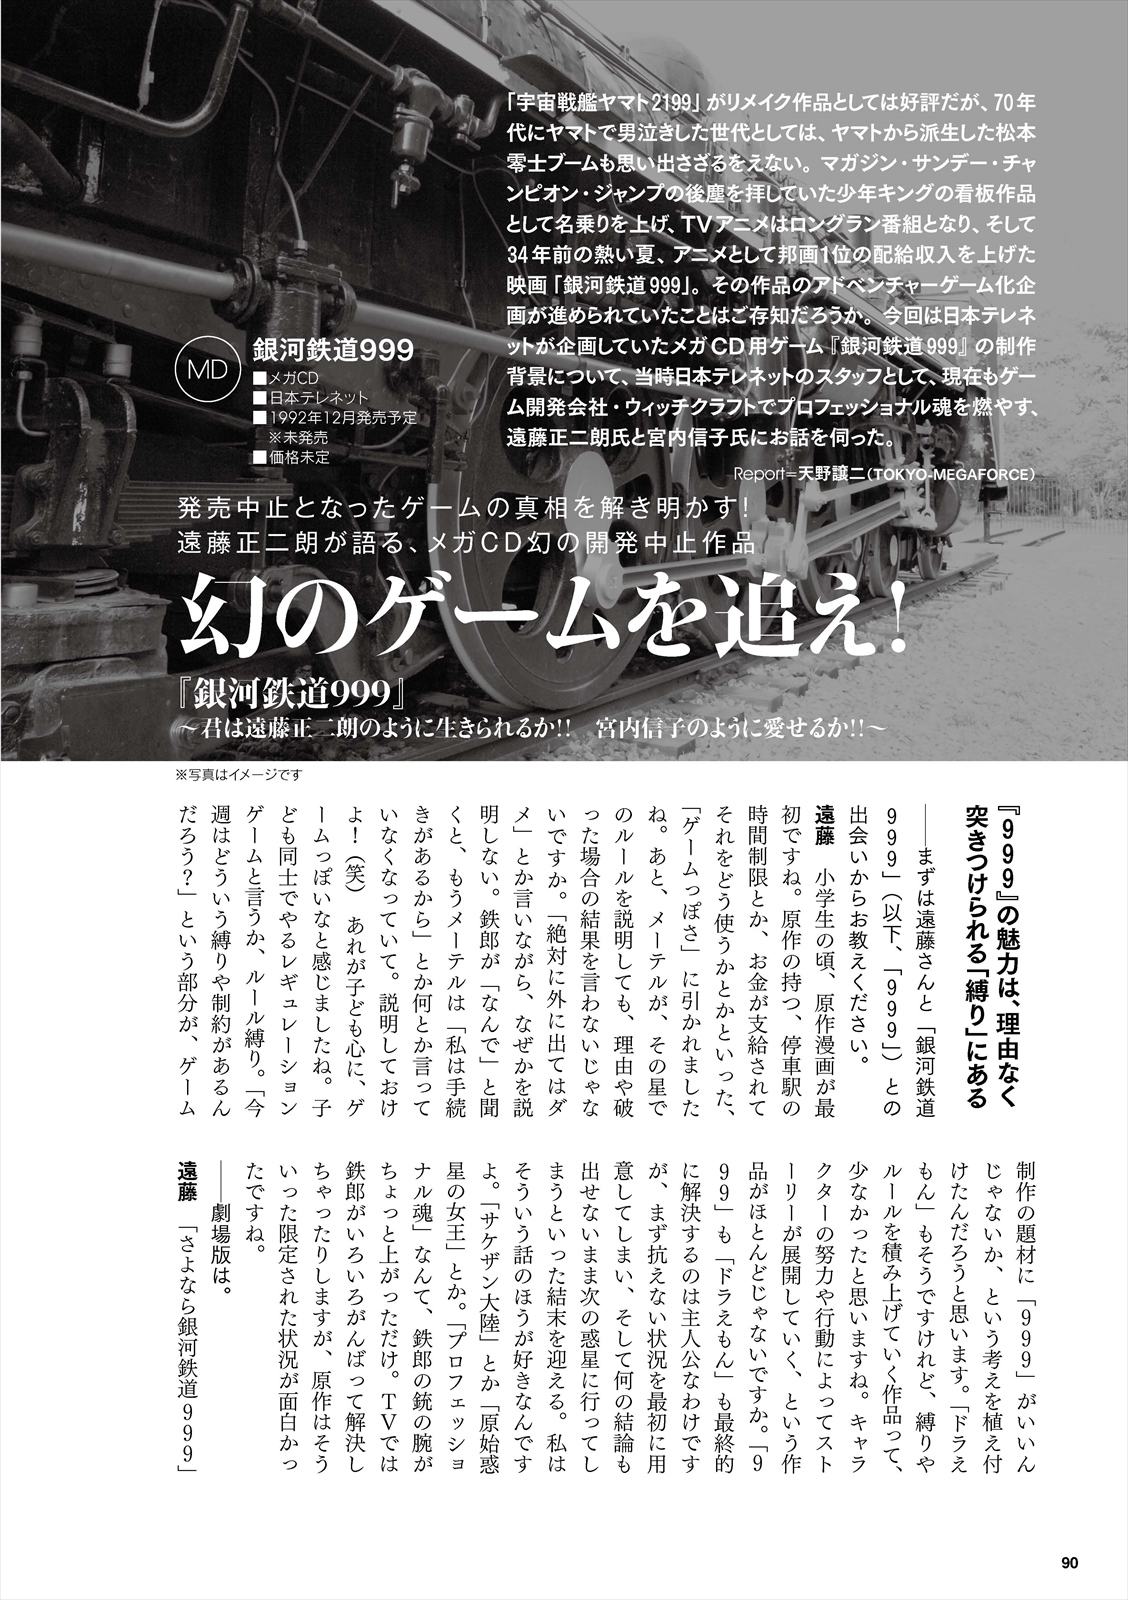 「宇宙戦艦ヤマト2199」がリメイク作品としては好評だが、70年
代にヤマトで男泣きした世代としては、ヤマトから派生した松本
零士ブームも思い出さざるをえない。マガジン・サンデー・チャ
ンピオン・ジャンプの後塵を拝していた少年キングの看板作品
として名乗りを上げ、TVアニメはロングラン番組となり、そして
34年前の熱い夏、アニメとして邦画1位の配給収入を上げた
映画「銀河鉄道999」。その作品のアドベンチャーゲーム化企
画が進められていたことはご存知だろうか。今回は日本テレネ
ットが企画していたメガCD用ゲーム『銀河鉄道999』の制作
背景について、当時日本テレネットのスタッフとして、現在もゲー
ム開発会社・ウィッチクラフトでプロフェッショナル魂を燃やす、
遠藤正二朗氏と宮内信子氏にお話を伺った。
Report=天野譲二(TOKYO-MEGAFORCE)
MD
銀河鉄道999
■メガCD
■日本テレネット
■1992年12月発売予定
※未発売
■価格未定
発売中止となったゲームの真相を解き明かす!
遠藤正二朗が語る、メガCD幻の開発中止作品
幻のゲームを追え!
『銀河鉄道999』
～君は遠藤正二朗のように生きられるか!!　宮内信子のように愛せるか!!～
※写真はイメージです
『999』の魅力は、理由なく
突きつけられる「縛り」にある
――まずは遠藤さんと「銀河鉄道
999」(以下、「999」)との
出会いからお教えください。
遠藤　小学生の頃、原作漫画が最
初ですね。原作の持つ、停車駅の
時間制限とか、お金が支給されて
それをどう使うかとかといった、
「ゲームっぽさ」に引かれました
ね。あと、メーテルが、その星で
のルールを説明しても、理由や破
った場合の結果を言わないじゃな
いですか。「絶対に外に出てはダ
メ」とか言いながら、なぜかを説
明しない。鉄郎が「なんで」と聞
くと、もうメーテルは「私は手続
きがあるから」とか何とか言って
いなくなっていて。説明しておけ
よ！(笑)　あれが子ども心に、ゲ
ームっぽいなと感じましたね。子
ども同士でやるレギュレーション
ゲームと言うか、ルール縛り。「今
週はどういう縛りや制約があるん
だろう？」という部分が、ゲーム
制作の題材に「999」がいいん
じゃないか、という考えを植え付
けたんだろうと思います。「ドラえ
もん」もそうですけれど、縛りや
ルールを積み上げていく作品って、
少なかったと思いますね。キャラ
クターの努力や行動によってスト
ーリーが展開していく、という作
品がほとんどじゃないですか。「9
99」も「ドラえもん」も最終的
に解決するのは主人公なわけです
が、まず抗えない状況を最初に用
意してしまい、そして何の結論も
出せないまま次の惑星に行ってし
まうといった結末を迎える。私は
そういう話のほうが好きなんです
よ。「サケザン大陸」とか「原始惑
星の女王」とか。「プロフェッショ
ナル魂」なんて、鉄郎の銃の腕が
ちょっと上がっただけ。TVでは
鉄郎がいろいろがんばって解決し
ちゃったりしますが、原作はそう
いった限定された状況が面白かっ
たですね。
――劇場版は。
遠藤　「さよなら銀河鉄道999」
90